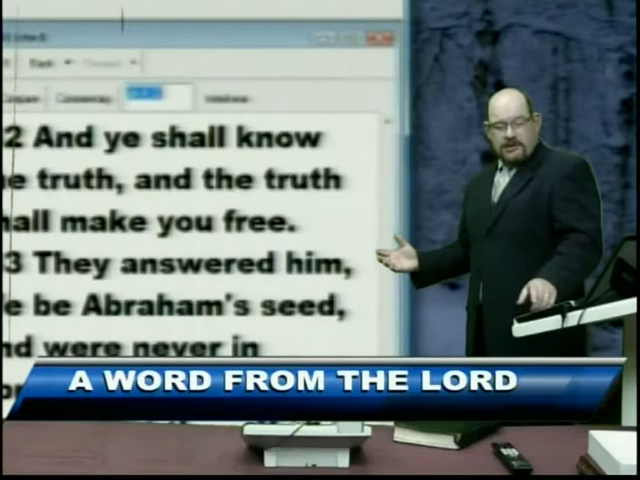 2 And ye shall know
e truth, and the truth
hall make you free.
3 They answered him,
e be Abraham's seed,
nd were never in
A WORD FROM THE LORD